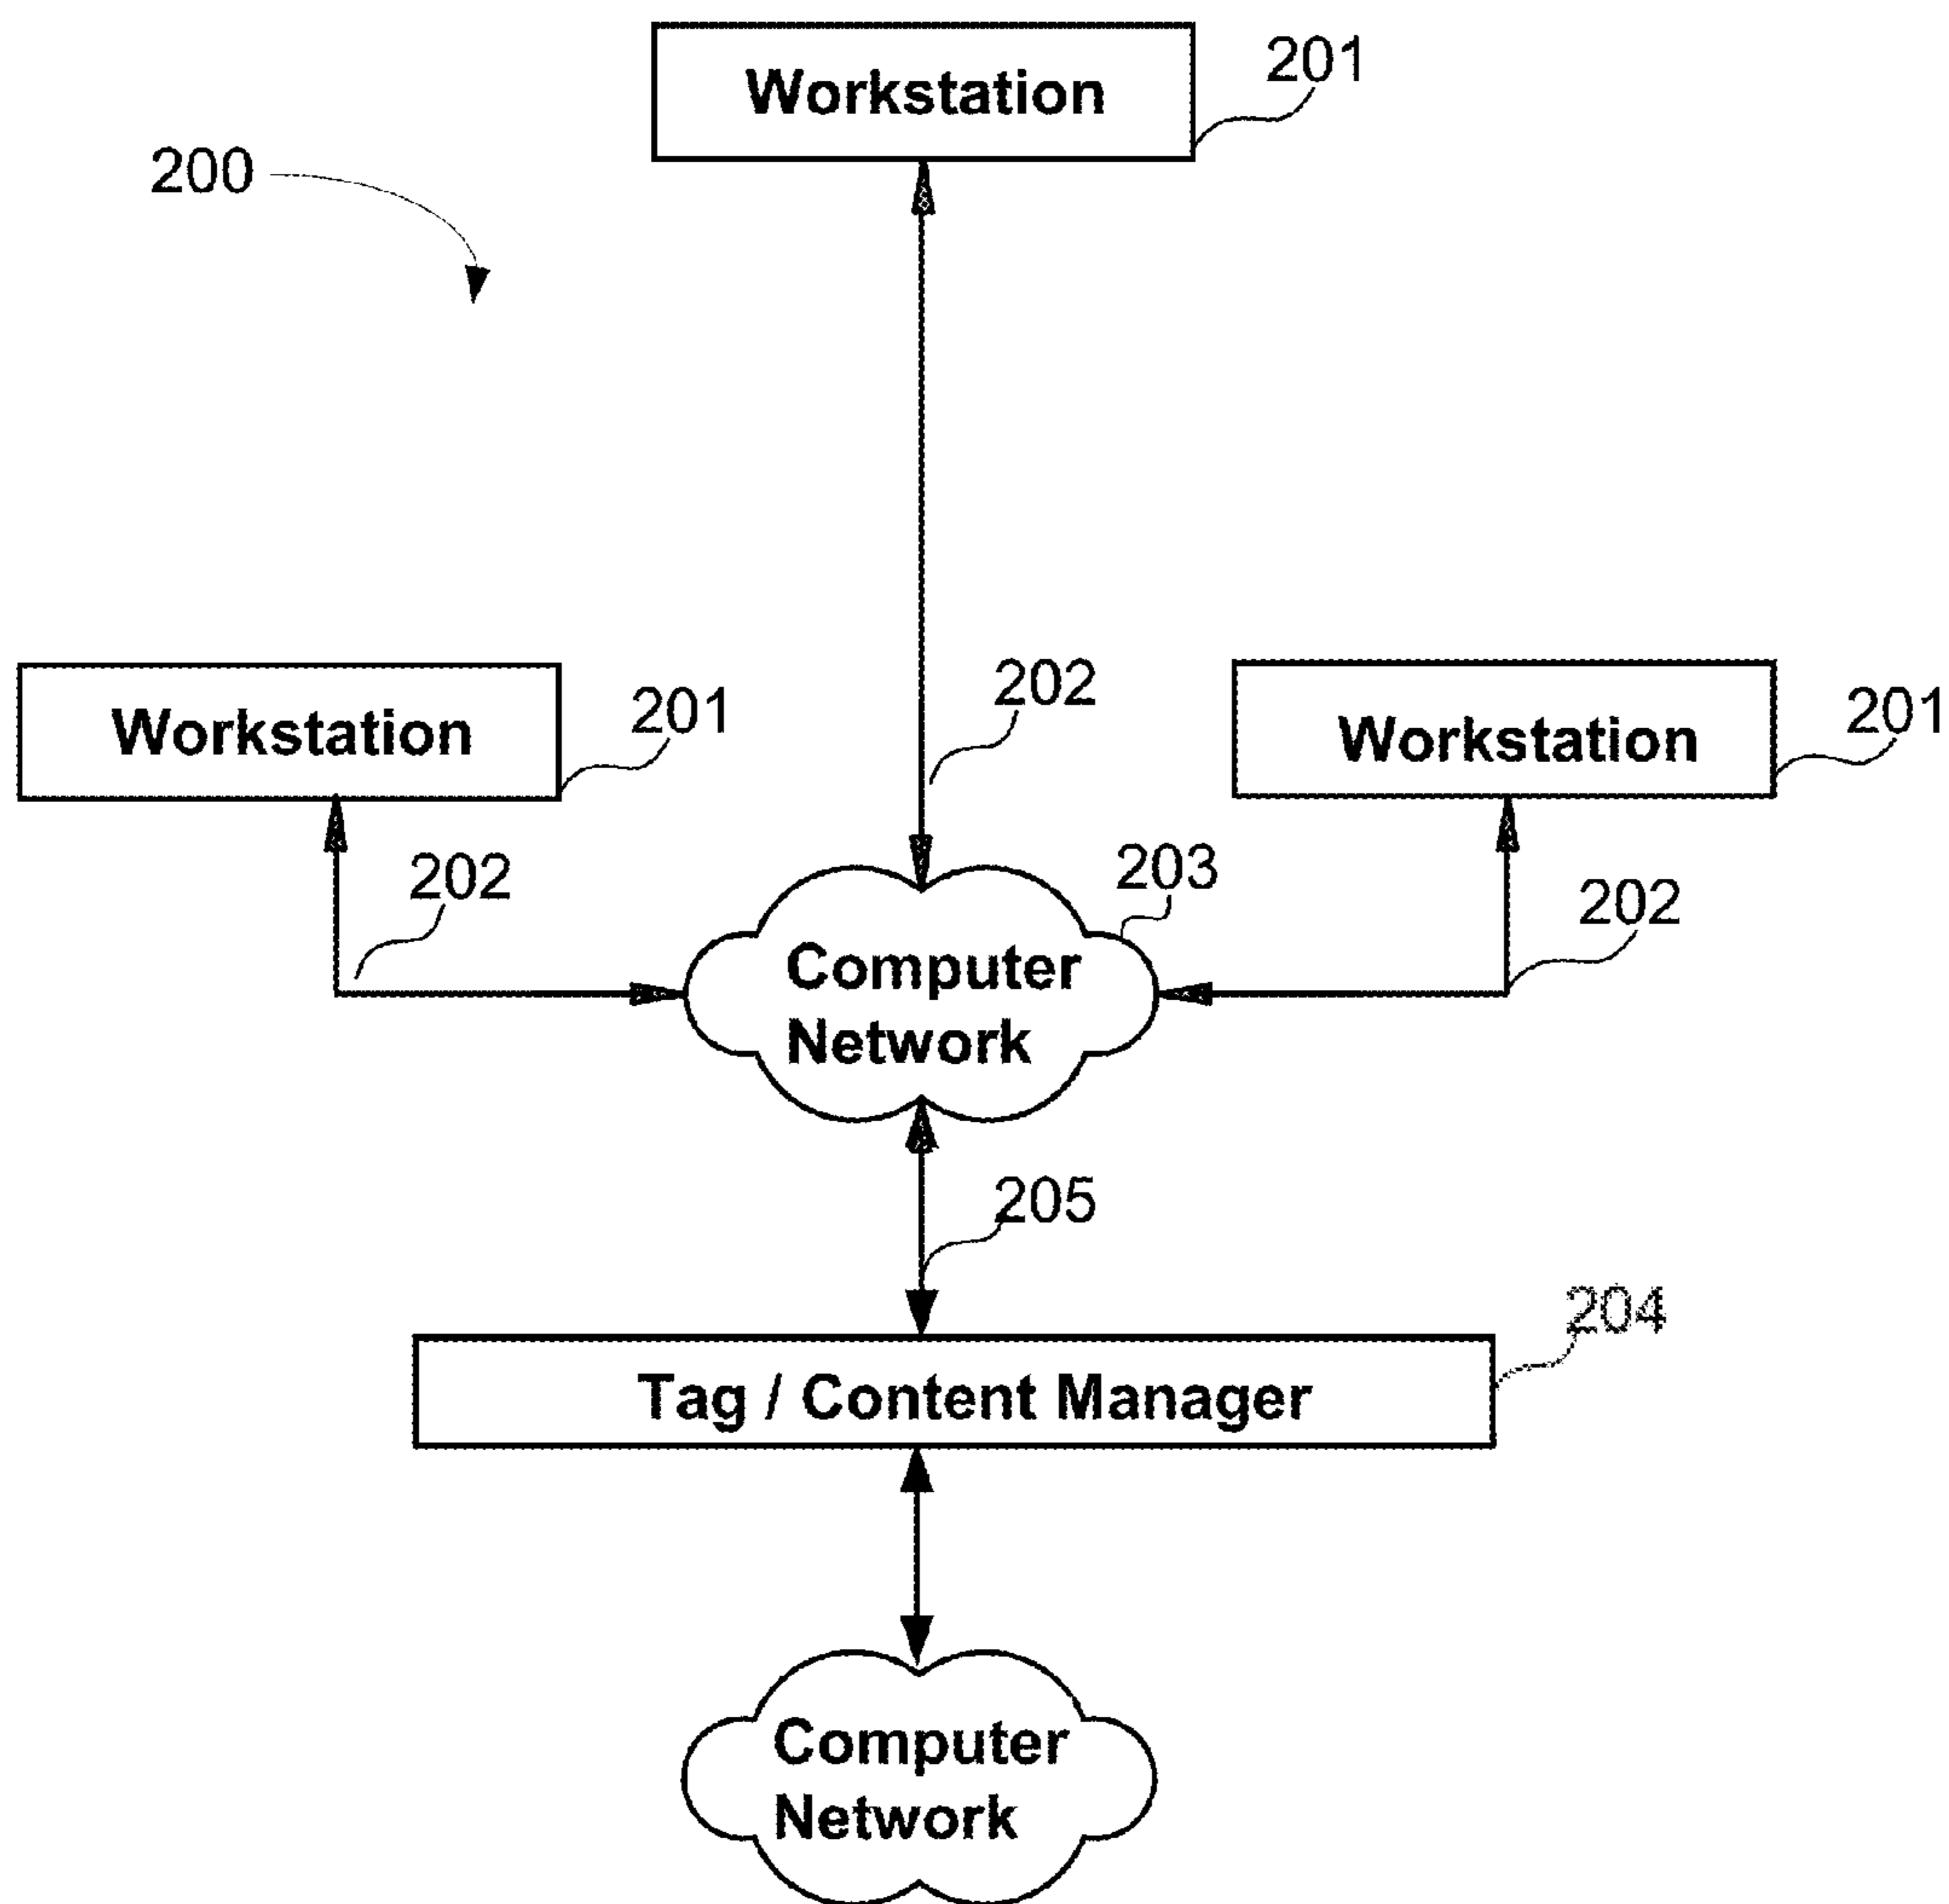 Workstation
201
200
Workstation
201
202
Workstation
201
202
203
202
Computer
Network
205
204
Tag / Content Manager
Computer
Network